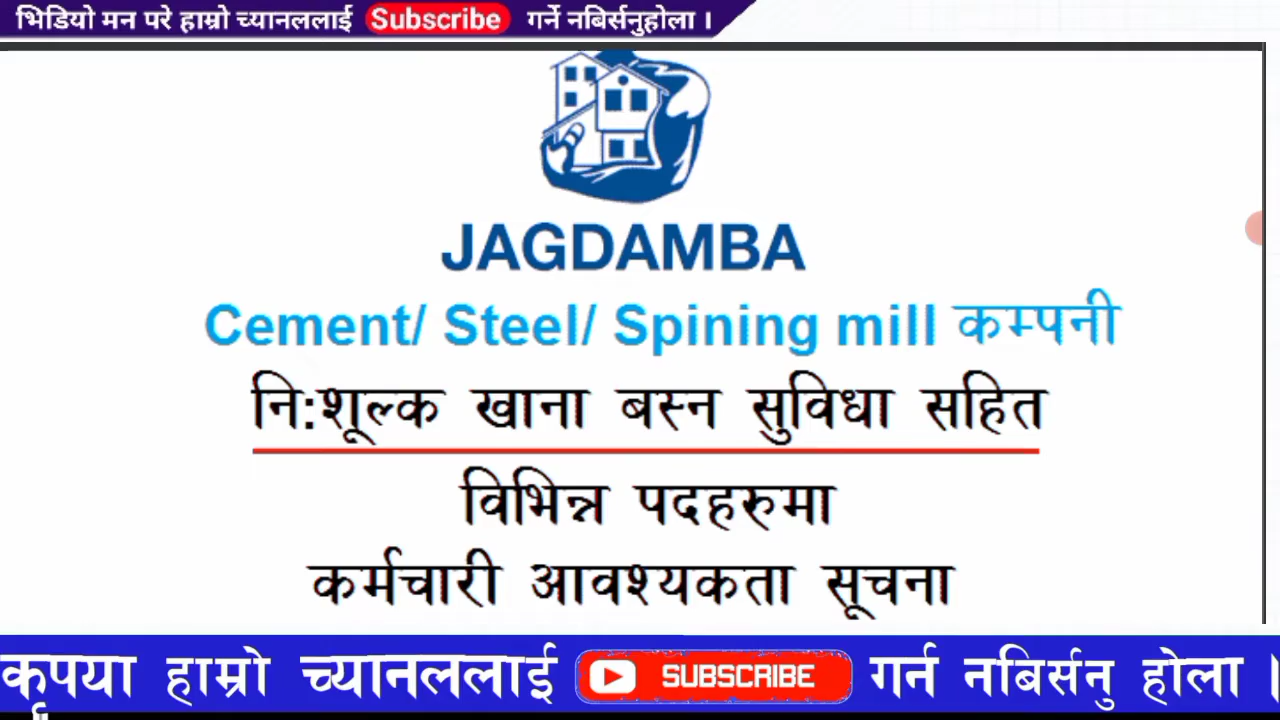 भिडियो मन परे हाम्रो च्यानललाई Subscribe गर्ने नबिर्सनुहोला ।
JAGDAMBA
Cement/ Steel/ Spining mill कम्पनी
नि:शूल्क खाना बस्न सुविधा सहित
विभिन्न पदहरुमा
कर्मचारी आवश्यकता सूचना
कृपया हाम्रो च्यानललाई SUBSCRIBE गर्न नबिर्सनु होला ।